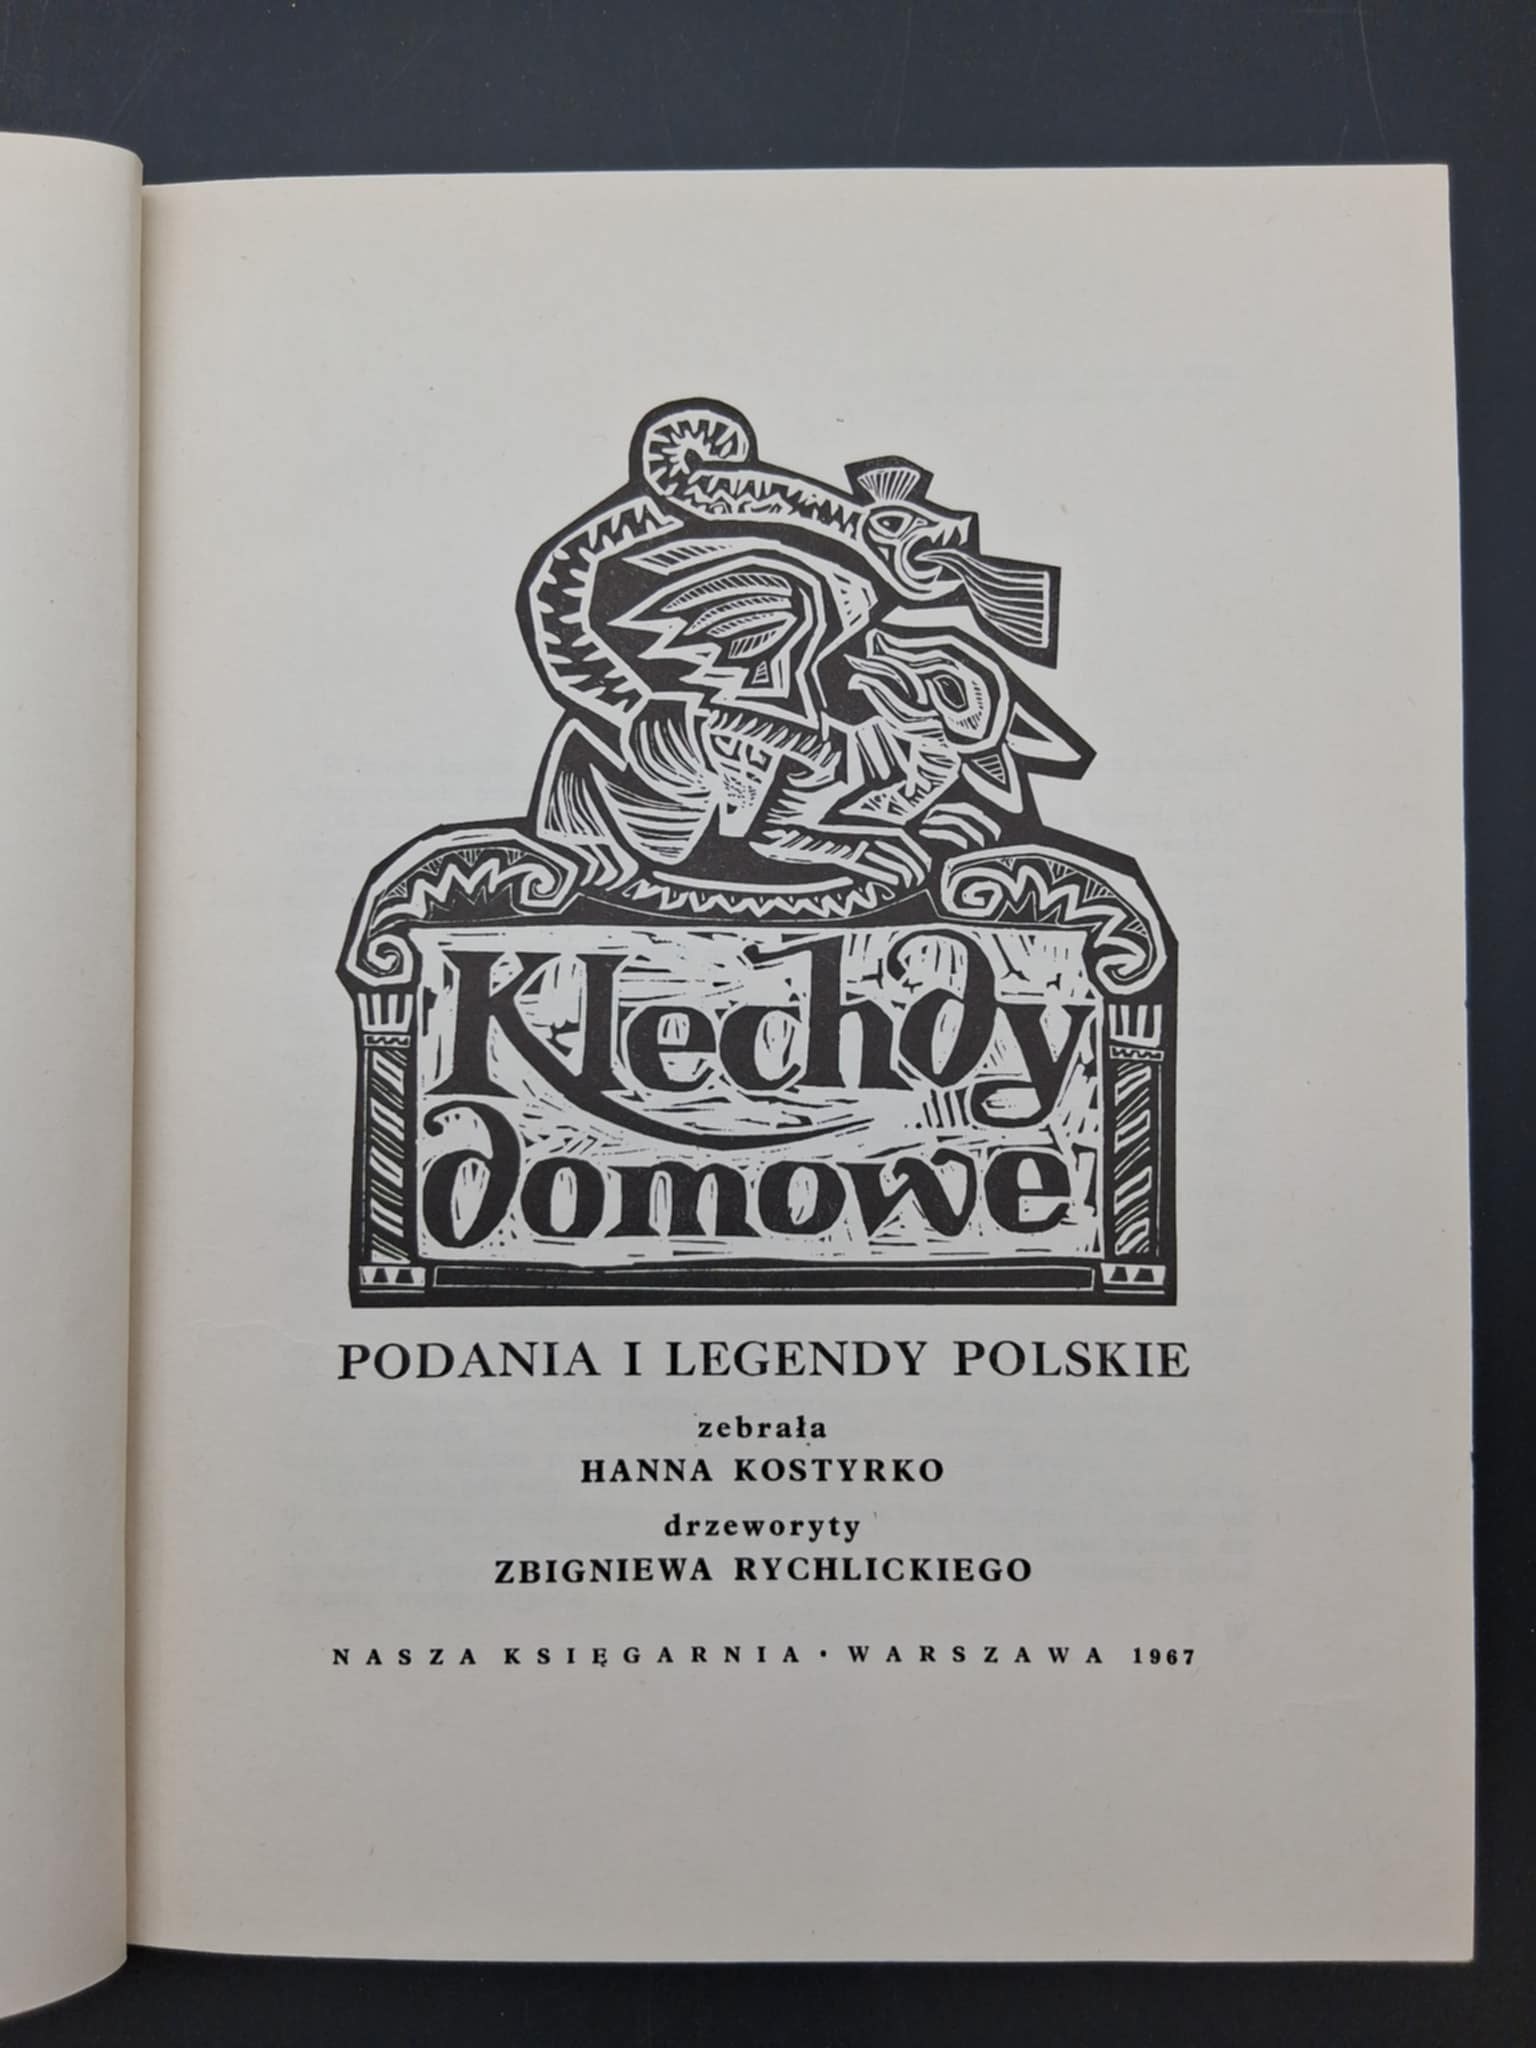 Klechdy
domowe
PODANIA I LEGENDY POLSKIE
zebrała
HANNA KOSTYRKO
drzeworyty
ZBIGNIEWA RYCHLICKIEGO
NASZA KSIĘGARNIA • WARSZAWA 1967